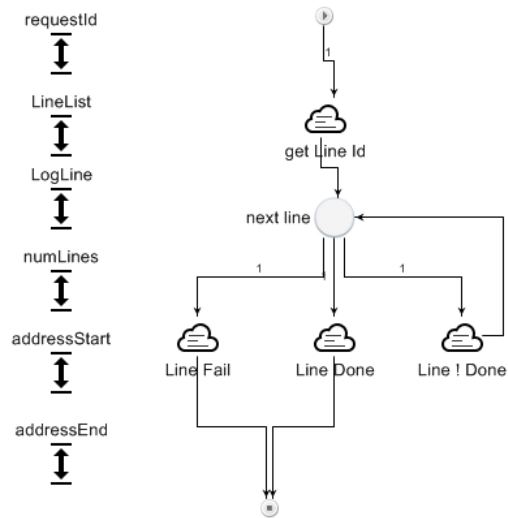 requestId
1
LineList
get Line Id
LogLine
next line
numLines
1
1
addressStart
Line Fail
Line Done
Line ! Done
addressEnd